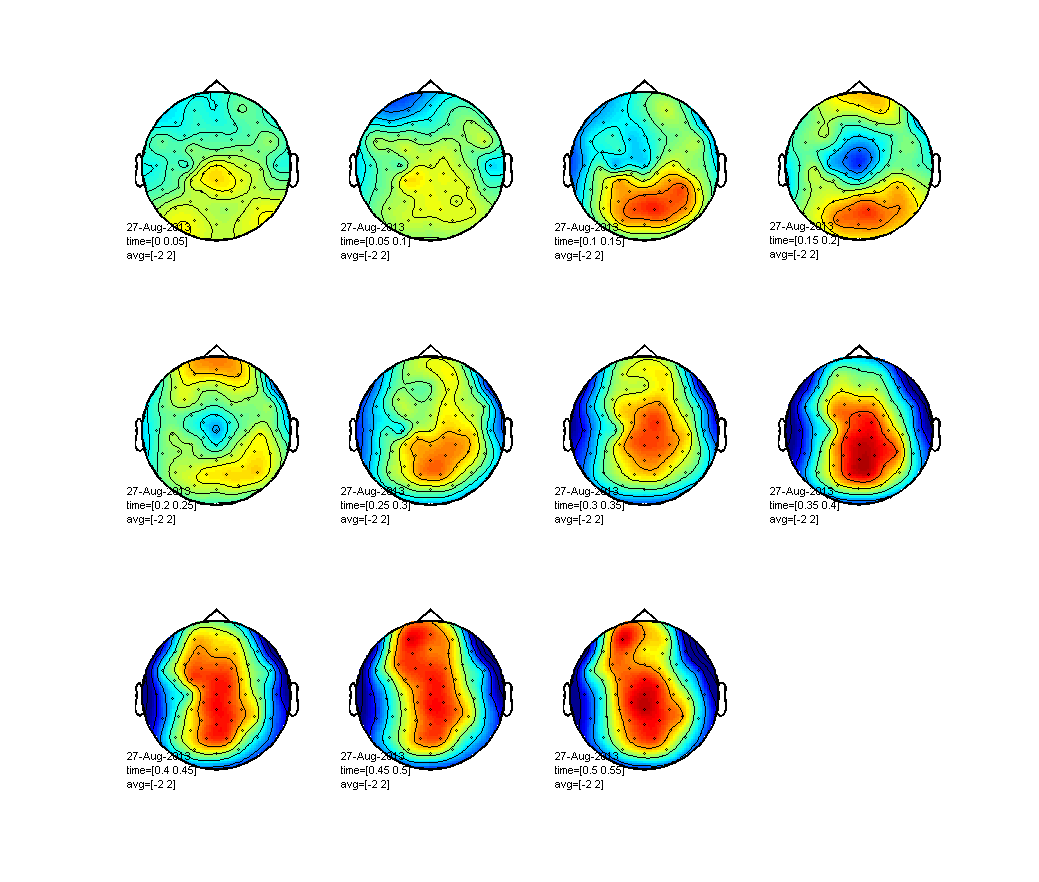 27-Aug-2013
time=[0 0.05]
avg=[-2 2]
27-Aug-2013
time=[0.05 0.1]
avg=[-2 2]
27-Aug-2013
time=[0.1 0.15]
avg=[-2 2]
27-Aug-2013
time=[0.15 0.2]
avg=[-2 2]
27-Aug-2013
time=[0.2 0.25]
avg=[-2 2]
27-Aug-2013
time=[0.25 0.3]
avg=[-2 2]
27-Aug-2013
time=[0.3 0.35]
avg=[-2 2]
27-Aug-2013
time=[0.35 0.4]
avg=[-2 2]
27-Aug-2013
time=[0.4 0.45]
avg=[-2 2]
27-Aug-2013
time=[0.45 0.5]
avg=[-2 2]
27-Aug-2013
time=[0.5 0.55]
avg=[-2 2]